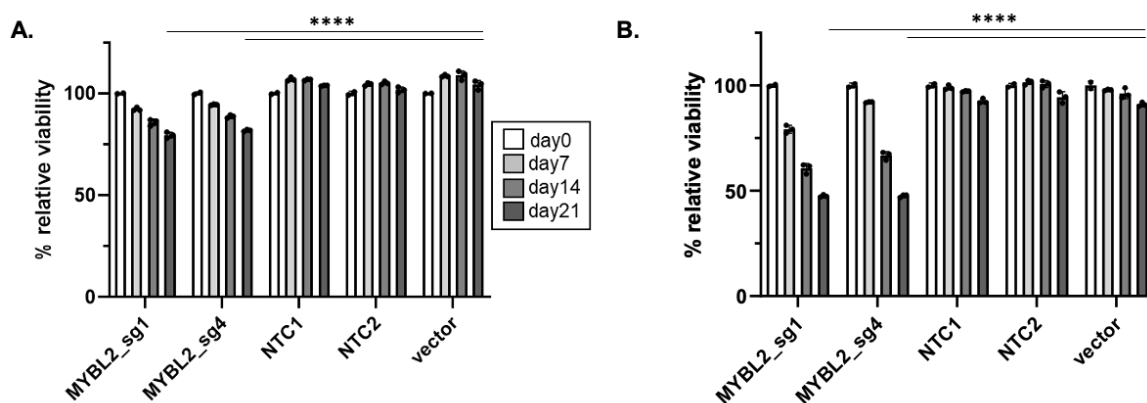 A.
****
% relative viability
100
50
0
MYBL2_sg1
MYBL2_sg4
NTC1
NTC2
vector
day0
day7
day14
day21
B.
****
% relative viability
100
50
0
MYBL2_sg1
MYBL2_sg4
NTC1
NTC2
vector